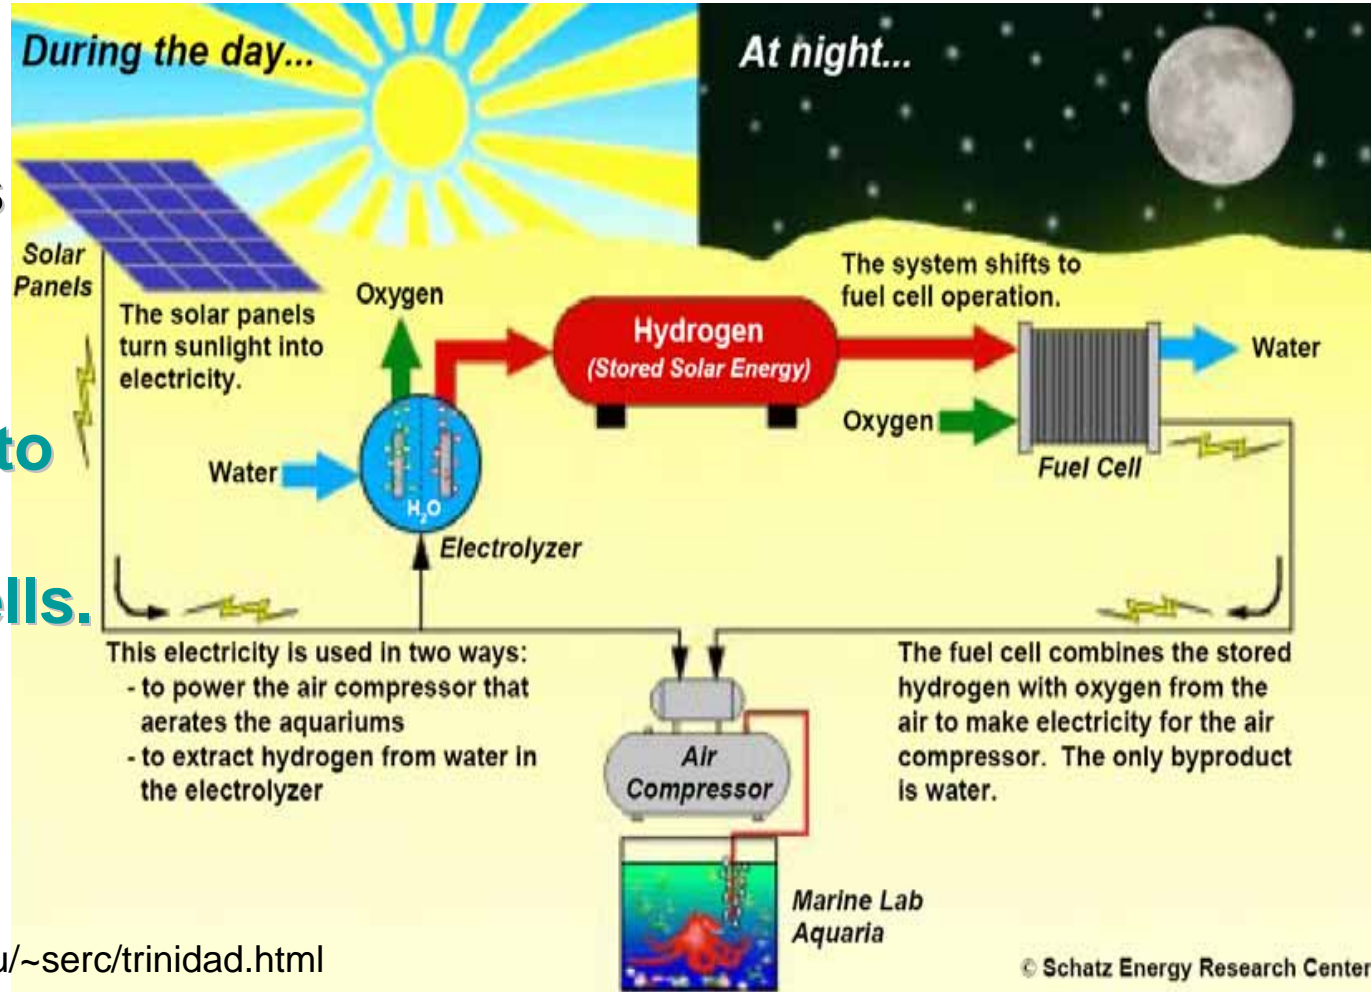 During the day...
At night...
s
Solar
Panels
The solar panels
turn sunlight into
electricity.
Oxygen
Hydrogen
(Stored Solar Energy)
The system shifts to
fuel cell operation.
Water
Oxygen
Fuel Cell
to
Water
H₂O
Electrolyzer
ells.
This electricity is used in two ways:
- to power the air compressor that
aerates the aquariums
- to extract hydrogen from water in
the electrolyzer
The fuel cell combines the stored
hydrogen with oxygen from the
air to make electricity for the air
compressor. The only byproduct
is water.
Air
Compressor
Marine Lab
Aquaria
u/~serc/trinidad.html
© Schatz Energy Research Center